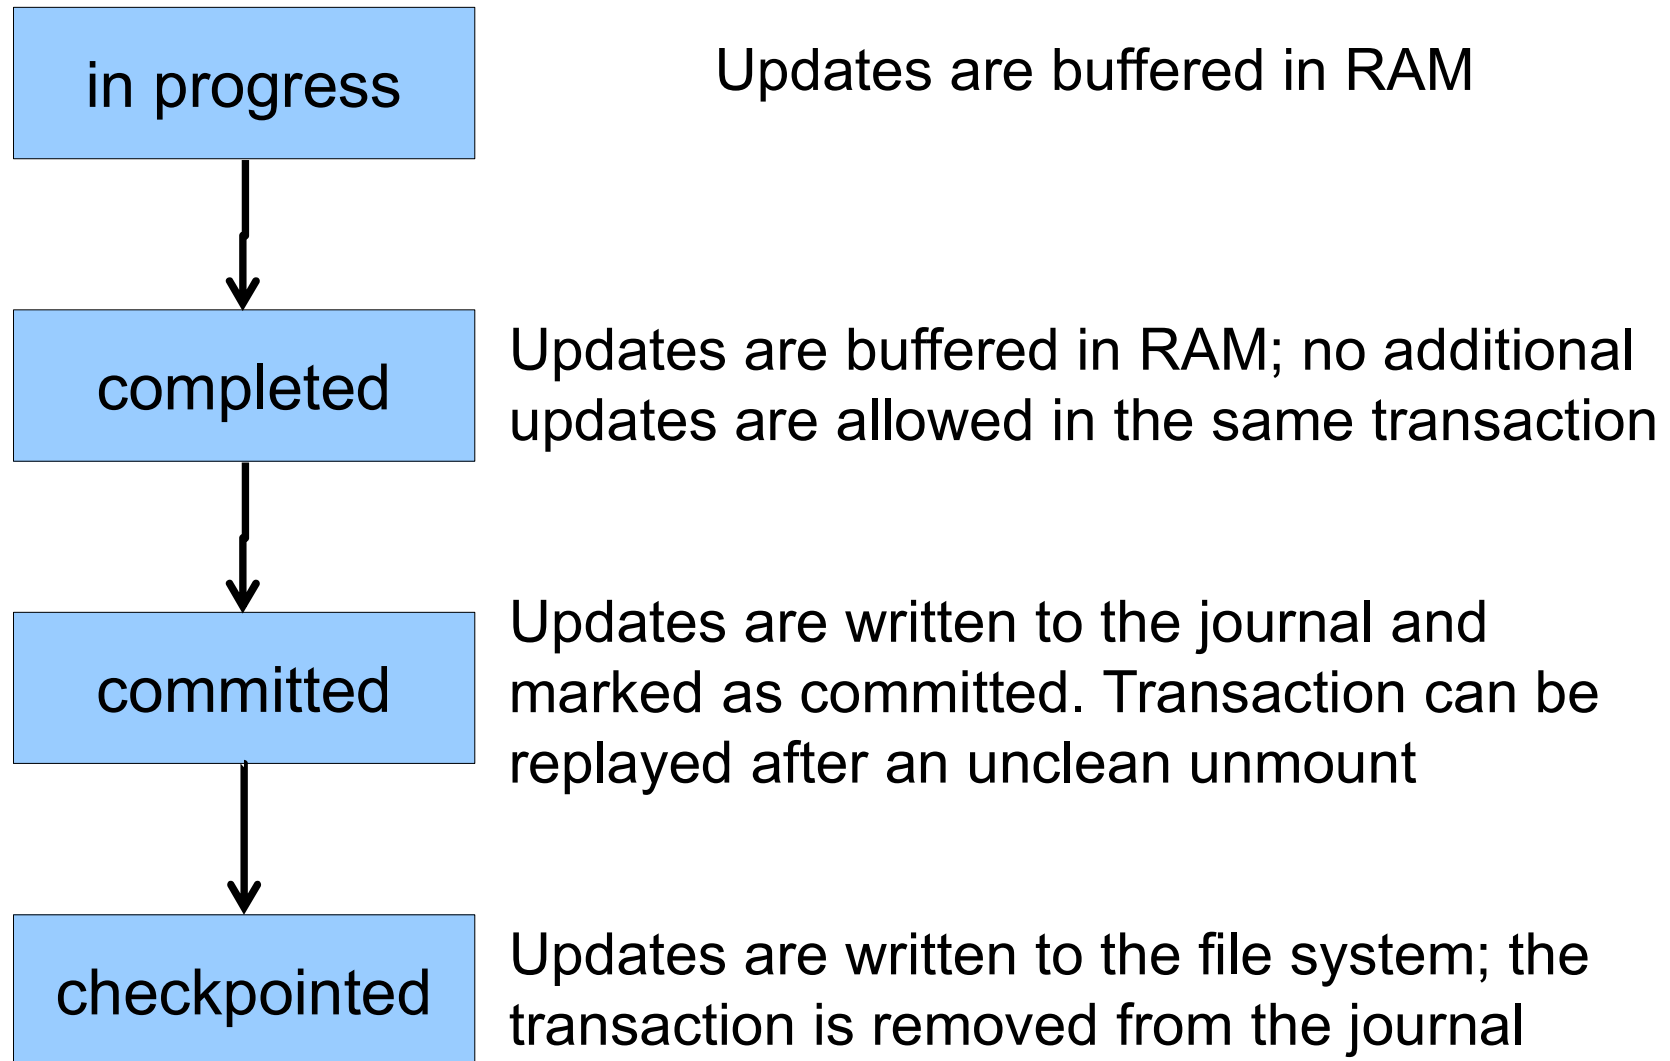 in progress
Updates are buffered in RAM
completed
Updates are buffered in RAM; no additional
updates are allowed in the same transaction
committed
Updates are written to the journal and
marked as committed. Transaction can be
replayed after an unclean unmount
checkpointed
Updates are written to the file system; the
transaction is removed from the journal